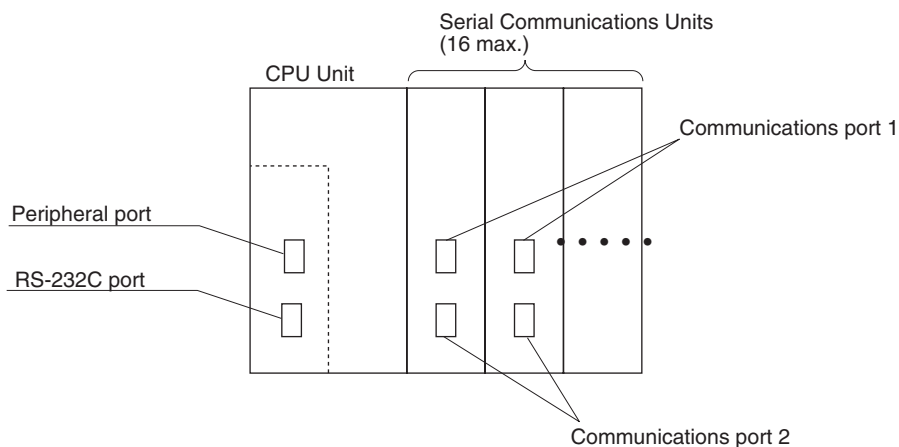 Serial Communications Units
(16 max.)
CPU Unit
Communications port 1
Peripheral port
RS-232C port
Communications port 2